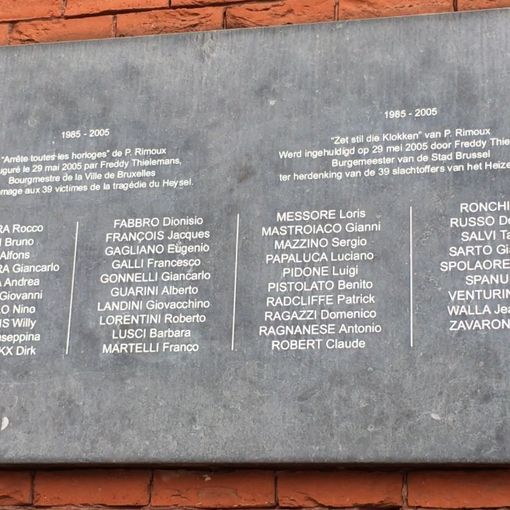 1985 - 2005
"Arrête toutes les horloges" de P. Rimoux
le 29 mai 2005 par Freddy Thielemans,
Bourgmestre de la Ville de Bruxelles
aux 39 victimes de la tragédie du Heysel.
1985 - 2005
"Zet stil die Klokken" van P. Rimoux
Werd ingehuldigd op 29 mei 2005 door Freddy
Burgemeester van de Stad Brussel
ter herdenking van de 39 slachtoffers van het
Rocco
Bruno
Alfons
Giancarlo
Andrea
Giovanni
Nino
Willy
Dirk
FABBRO Dionisio
FRANÇOIS Jacques
GAGLIANO Eugenio
GALLI Francesco
GONNELLI Giancarlo
GUARINI Alberto
LANDINI Giovacchino
LORENTINI Roberto
LUSCI Barbara
MARTELLI Franco
MESSORE Loris
MASTROIACO Gianni
MAZZINO Sergio
PAPALUCA Luciano
PIDONE Luigi
PISTOLATO Benito
RADCLIFFE Patrick
RAGAZZI Domenico
RAGNANESE Antonio
ROBERT Claude
RONCHI
RUSSO
SALVI
SARTO
SPOLAORE
WALLA